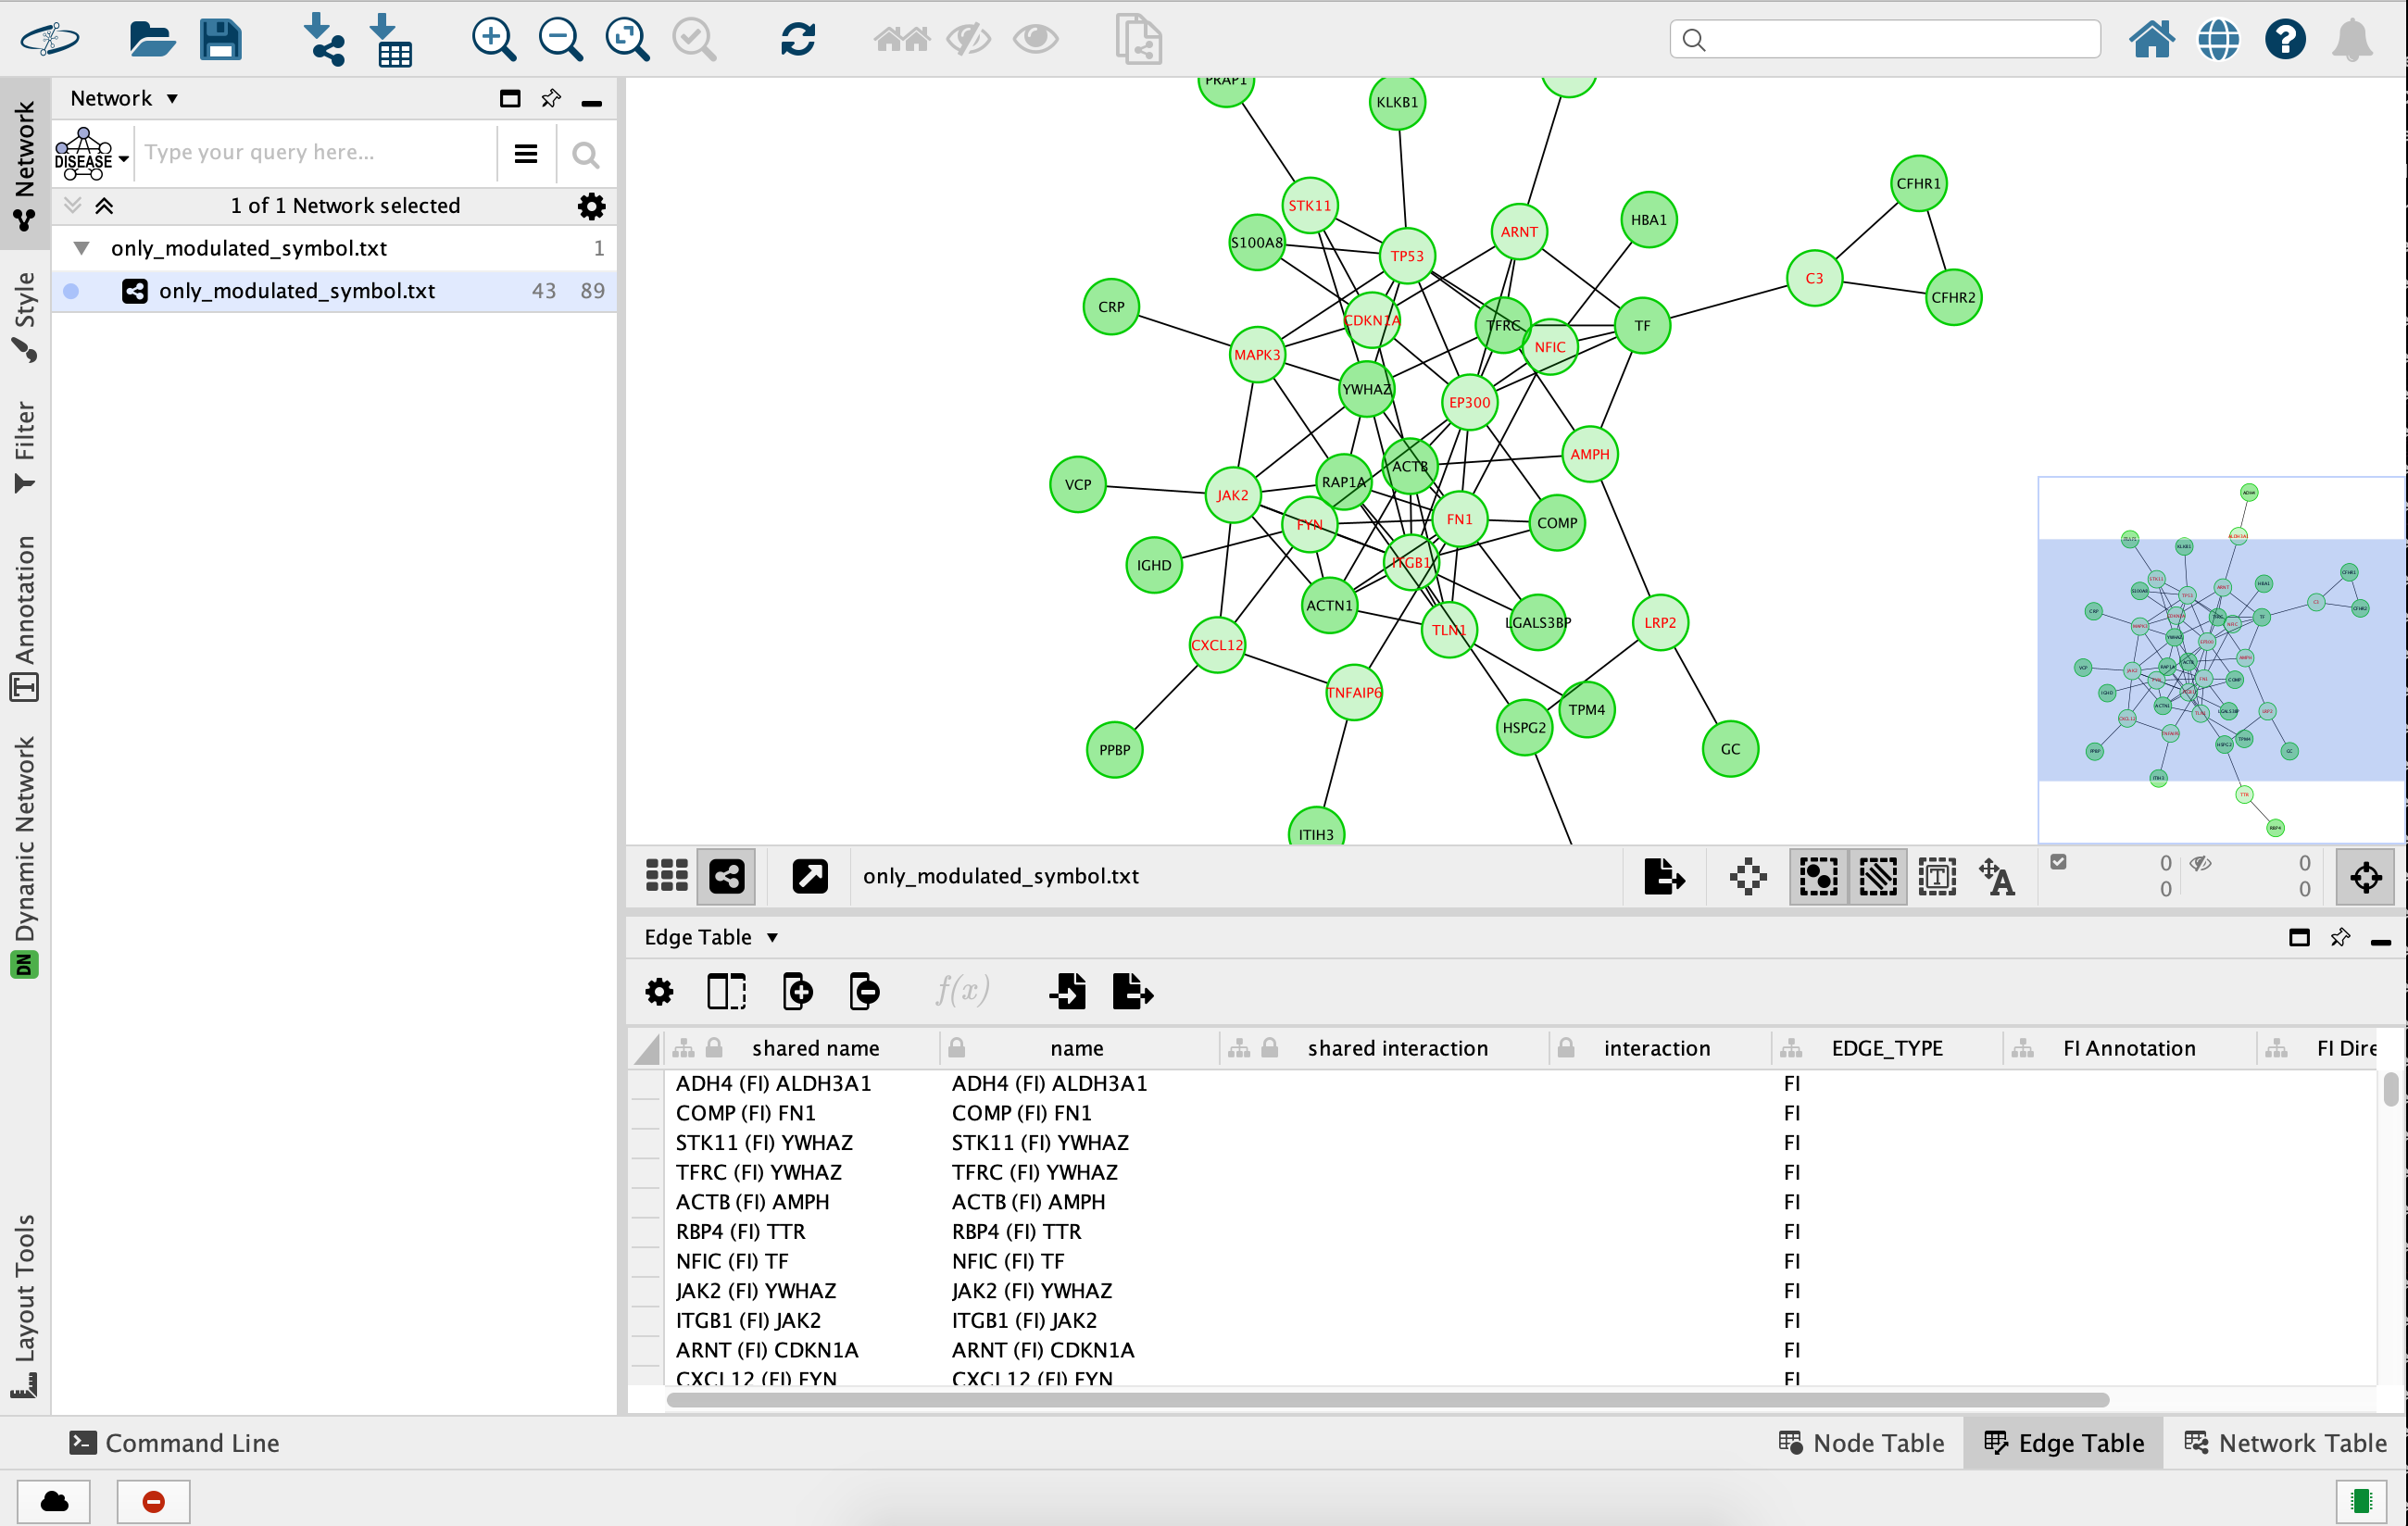 Network
Type your query here...
DISEASE
1 of 1 Network selected
only_modulated_symbol.txt 1
only_modulated_symbol.txt 43 89
Network
Style
Filter
Annotation
Dynamic Network
DN
Layout Tools
PRAP1
KLKB1
CFHR1
STK11
HBA1
ARNT
S100A8
TP53
C3
CFHR2
CRP
CDKN1A
TFRC
TF
NFIC
MAPK3
YWHAZ
EP300
AMPH
ACTB
RAP1A
VCP
JAK2
FYN
FN1
COMP
IGHD
ITGB1
ACTN1
LGALS3BP
TLN1
LRP2
CXCL12
TNFAIP6
TPM4
HSPG2
PPBP
GC
ITIH3
only_modulated_symbol.txt
T
A
0 0
0 0
Edge Table
f(x)
shared name name shared interaction interaction EDGE_TYPE FI Annotation FI Dire
ADH4 (FI) ALDH3A1 ADH4 (FI) ALDH3A1 FI
COMP (FI) FN1 COMP (FI) FN1 FI
STK11 (FI) YWHAZ STK11 (FI) YWHAZ FI
TFRC (FI) YWHAZ TFRC (FI) YWHAZ FI
ACTB (FI) AMPH ACTB (FI) AMPH FI
RBP4 (FI) TTR RBP4 (FI) TTR FI
NFIC (FI) TF NFIC (FI) TF FI
JAK2 (FI) YWHAZ JAK2 (FI) YWHAZ FI
ITGB1 (FI) JAK2 ITGB1 (FI) JAK2 FI
ARNT (FI) CDKN1A ARNT (FI) CDKN1A FI
CXCL12 (FI) FYN CXCL12 (FI) FYN FI
Command Line
Node Table
Edge Table
Network Table